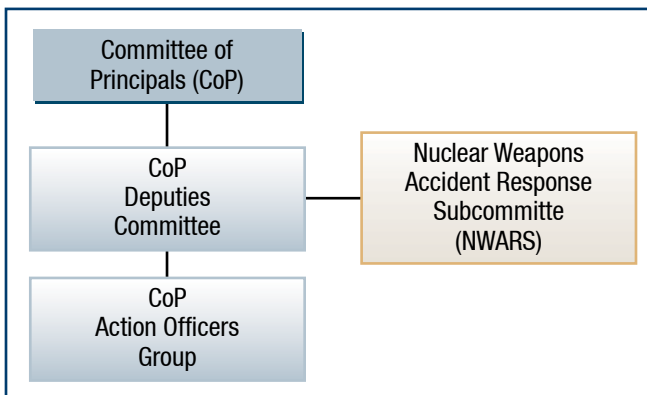 Committee of
Principals (CoP)
CoP
Deputies
Committee
Nuclear Weapons
Accident Response
Subcommitte
(NWARS)
CoP
Action Officers
Group